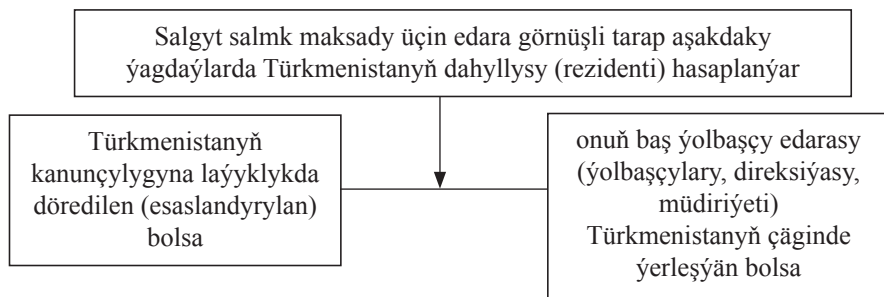 Salgyt salmk maksady üçin edara görnüşli tarap aşakdaky
ýagdaýlarda Türkmenistanyň dahyllysy (rezidenti) hasaplanýar
Türkmenistanyň
kanunçylygyna laýyklykda
döredilen (esaslandyrylan)
bolsa
onuň baş ýolbaşçy edarasy
(ýolbaşçylary, direksiýasy,
müdiriýeti)
Türkmenistanyň çäginde
ýerleşýän bolsa